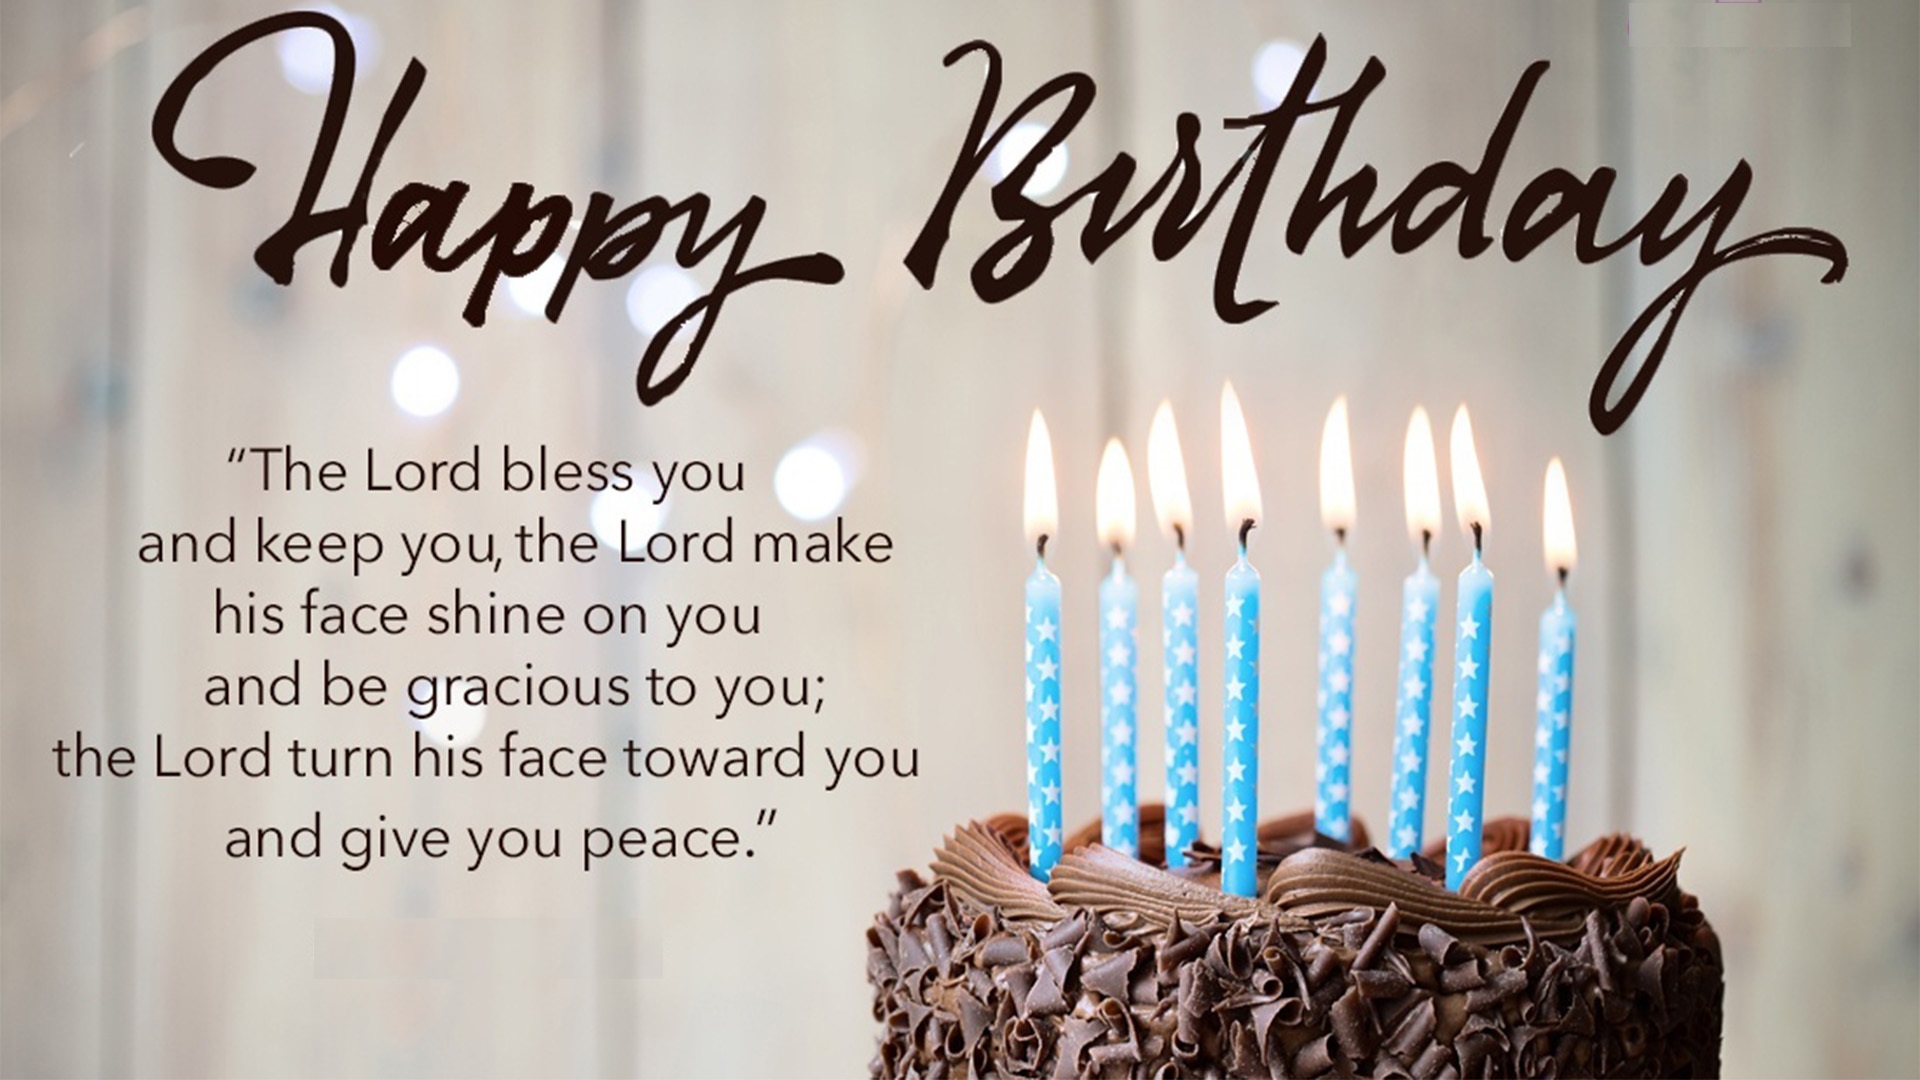 Happy Birthday
“The Lord bless you
and keep you, the Lord make
his face shine on you
and be gracious to you;
the Lord turn his face toward you
and give you peace.”